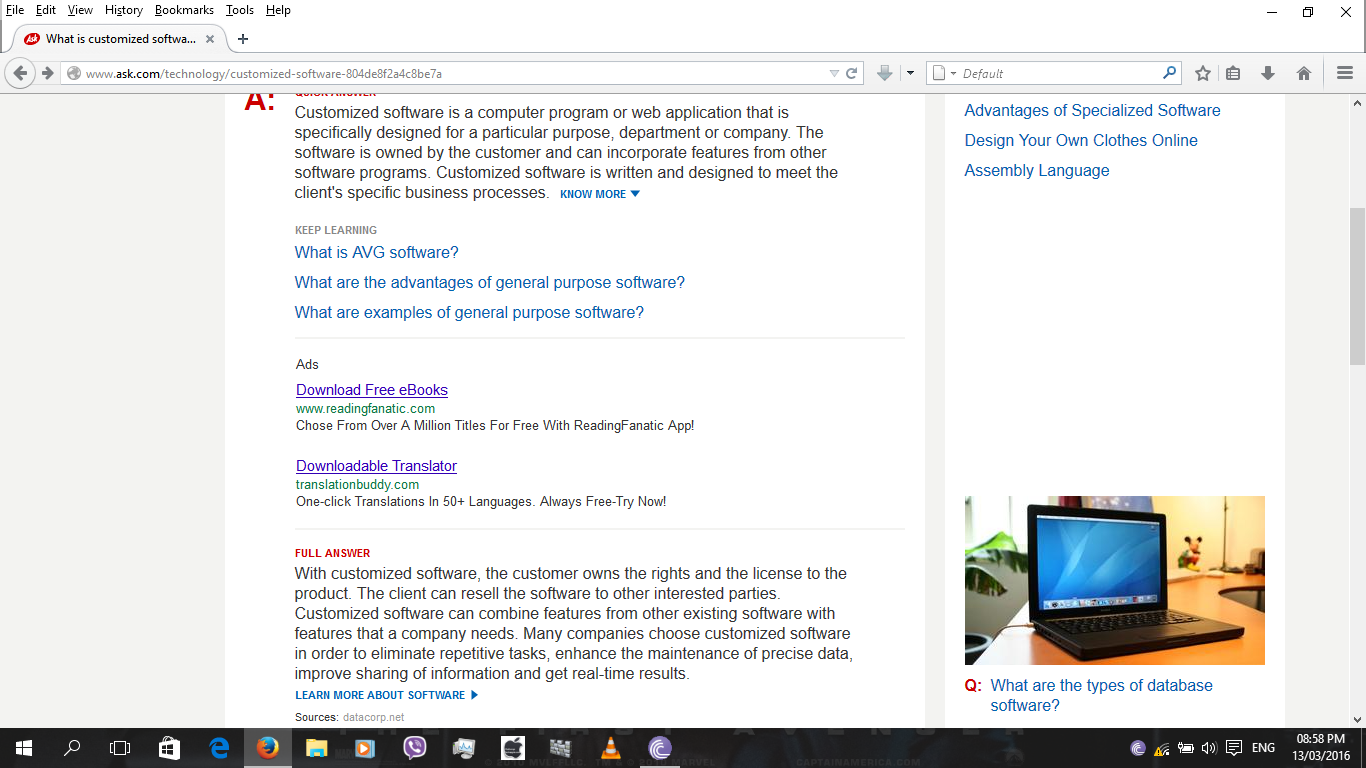 File Edit View History Bookmarks Tools Help
Ask What is customized softwa...
www.ask.com/technology/customized-software-804de8f2a4c8be7a
Default
A:
QUICK ANSWER
Customized software is a computer program or web application that is
specifically designed for a particular purpose, department or company. The
software is owned by the customer and can incorporate features from other
software programs. Customized software is written and designed to meet the
client's specific business processes. KNOW MORE
KEEP LEARNING
What is AVG software?
What are the advantages of general purpose software?
What are examples of general purpose software?
Ads
Download Free eBooks
www.readingfanatic.com
Chose From Over A Million Titles For Free With ReadingFanatic App!
Downloadable Translator
translationbuddy.com
One-click Translations In 50+ Languages. Always Free-Try Now!
FULL ANSWER
With customized software, the customer owns the rights and the license to the
product. The client can resell the software to other interested parties.
Customized software can combine features from other existing software with
features that a company needs. Many companies choose customized software
in order to eliminate repetitive tasks, enhance the maintenance of precise data,
improve sharing of information and get real-time results.
LEARN MORE ABOUT SOFTWARE
Sources: datacorp.net
Advantages of Specialized Software
Design Your Own Clothes Online
Assembly Language
Q: What are the types of database
software?
CAPTAINAMERICA.COM
ENG
08:58 PM
13/03/2016